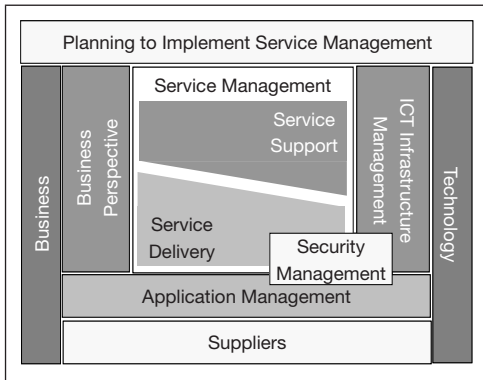 Planning to Implement Service Management
Business
Business
Perspective
Service Management
Service
Support
Service
Delivery
Security
Management
ICT Infrastructure
Management
Technology
Application Management
Suppliers